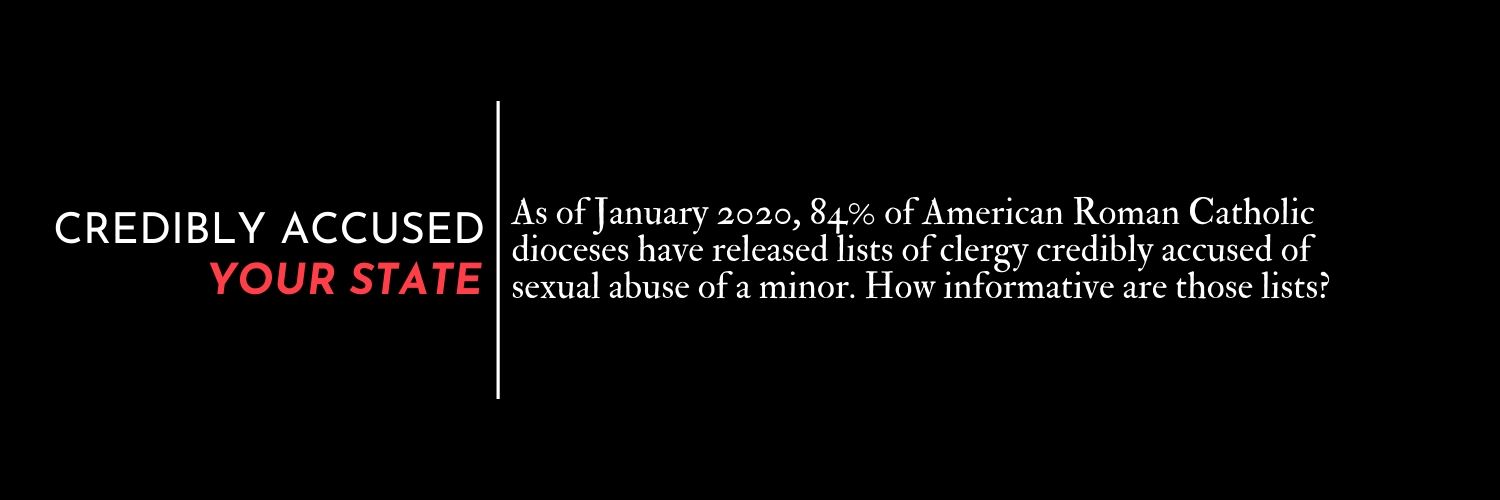 CREDIBLY ACCUSED
YOUR STATE
As of January 2020, 84% of American Roman Catholic
dioceses have released lists of clergy credibly accused of
sexual abuse of a minor. How informative are those lists?